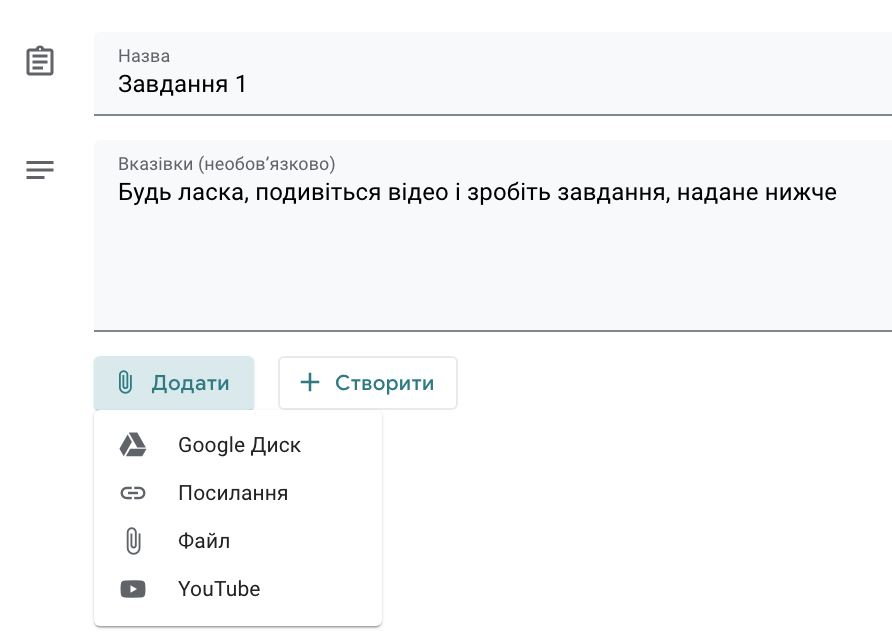 Назва
Завдання 1
Вказівки (необов’язково)
Будь ласка, подивіться відео і зробіть завдання, надане нижче
Додати
Створити
Google Диск
Посилання
Файл
YouTube